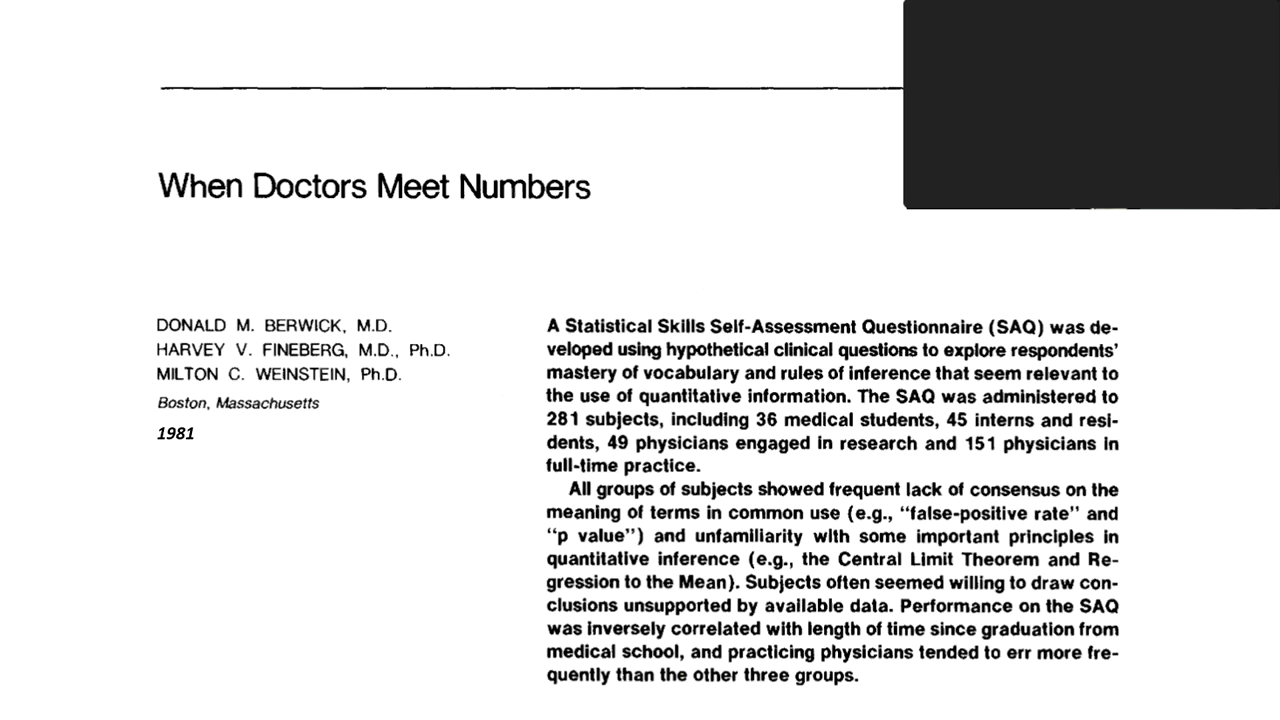 When Doctors Meet Numbers
DONALD M. BERWICK, M.D.
HARVEY V. FINEBERG, M.D., Ph.D.
MILTON C. WEINSTEIN, Ph.D.
Boston, Massachusetts
1981
A Statistical Skills Self-Assessment Questionnaire (SAQ) was de-
veloped using hypothetical clinical questions to explore respondents'
mastery of vocabulary and rules of inference that seem relevant to
the use of quantitative information. The SAQ was administered to
281 subjects, including 36 medical students, 45 interns and resi-
dents, 49 physicians engaged in research and 151 physicians in
full-time practice.
All groups of subjects showed frequent lack of consensus on the
meaning of terms in common use (e.g., "false-positive rate" and
"p value") and unfamiliarity with some important principles in
quantitative inference (e.g., the Central Limit Theorem and Re-
gression to the Mean). Subjects often seemed willing to draw con-
clusions unsupported by available data. Performance on the SAQ
was inversely correlated with length of time since graduation from
medical school, and practicing physicians tended to err more fre-
quently than the other three groups.